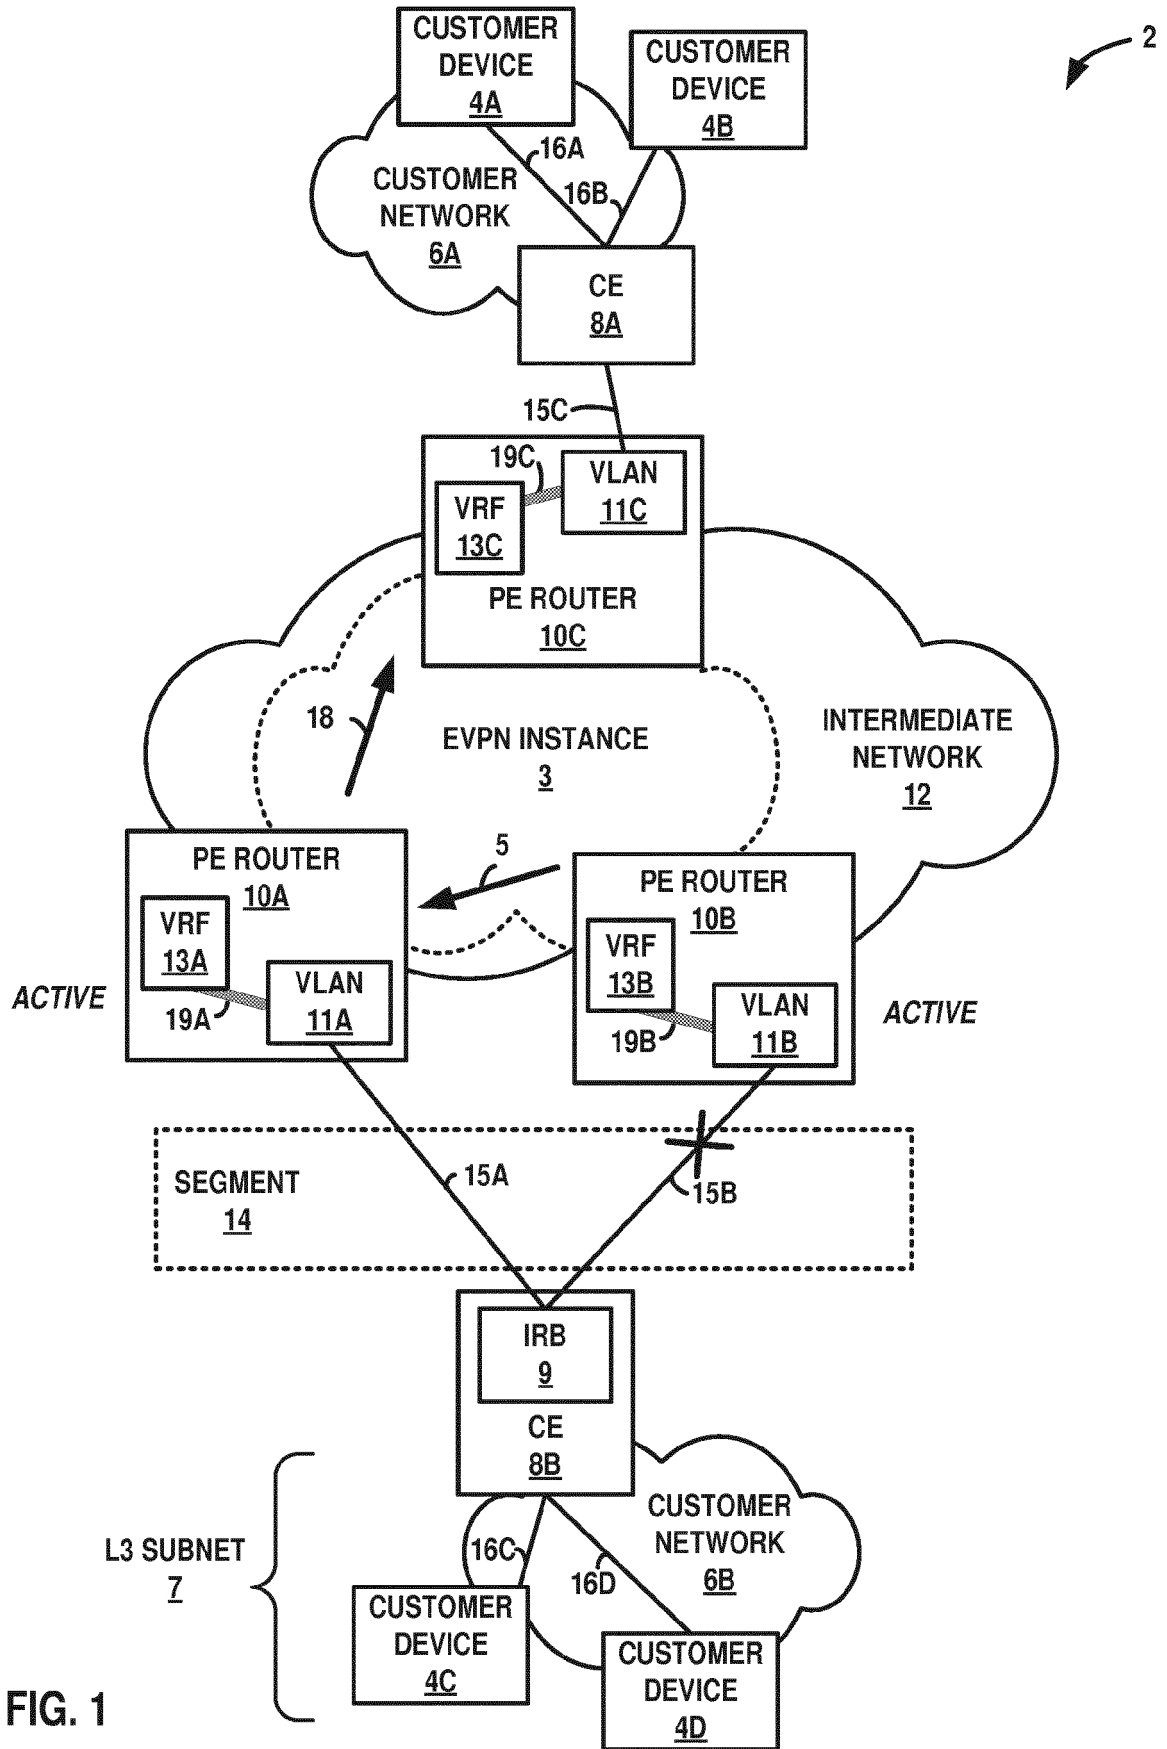 2
CUSTOMER
DEVICE
4A
CUSTOMER
DEVICE
4B
16A
16B
CUSTOMER
NETWORK
6A
CE
8A
15C
19C
VLAN
11C
VRF
13C
PE ROUTER
10C
18
EVPN INSTANCE
3
INTERMEDIATE
NETWORK
12
5
PE ROUTER
10A
VRF
13A
VLAN
11A
19A
ACTIVE
PE ROUTER
10B
VRF
13B
VLAN
11B
19B
ACTIVE
SEGMENT
14
15A
15B
IRB
9
CE
8B
L3 SUBNET
7
16C
16D
CUSTOMER
NETWORK
6B
CUSTOMER
DEVICE
4C
CUSTOMER
DEVICE
4D
FIG. 1